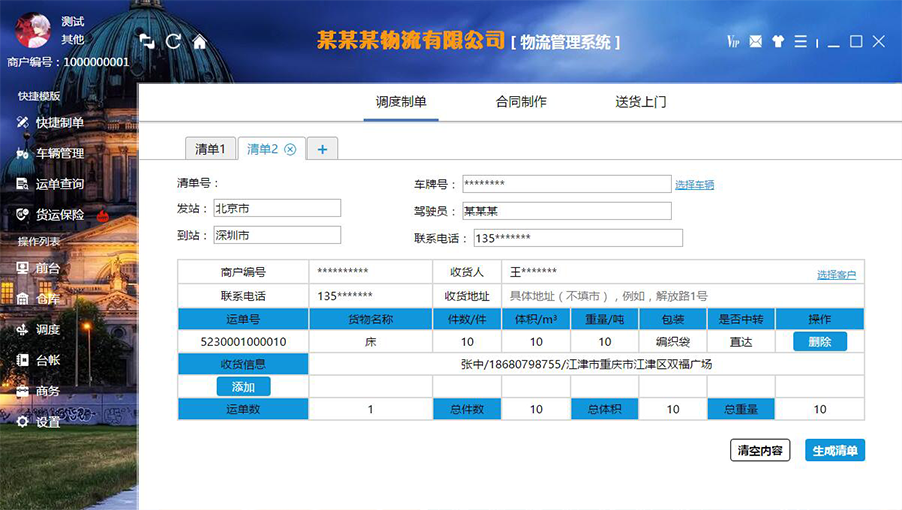 测试
其他
商户编号：1000000001
某某某物流有限公司 [ 物流管理系统 ]
VIP
快捷模版
快捷制单
车辆管理
运单查询
货运保险
操作列表
前台
仓库
调度
台帐
商务
设置
调度制单 合同制作 送货上门
清单1 清单2 +
清单号：
车牌号： ******** 选择车辆
发站： 北京市
驾驶员： 某某某
到站： 深圳市
联系电话： 135*******
商户编号 ********** 收货人 王******* 选择客户
联系电话 135******* 收货地址 具体地址（不填市），例如，解放路1号
运单号 货物名称 件数/件 体积/m³ 重量/吨 包装 是否中转 操作
5230001000010 床 10 10 10 编织袋 直达 删除
收货信息 张中/18680798755/江津市重庆市江津区双福广场
添加
运单数 1 总件数 10 总体积 10 总重量 10
清空内容 生成清单